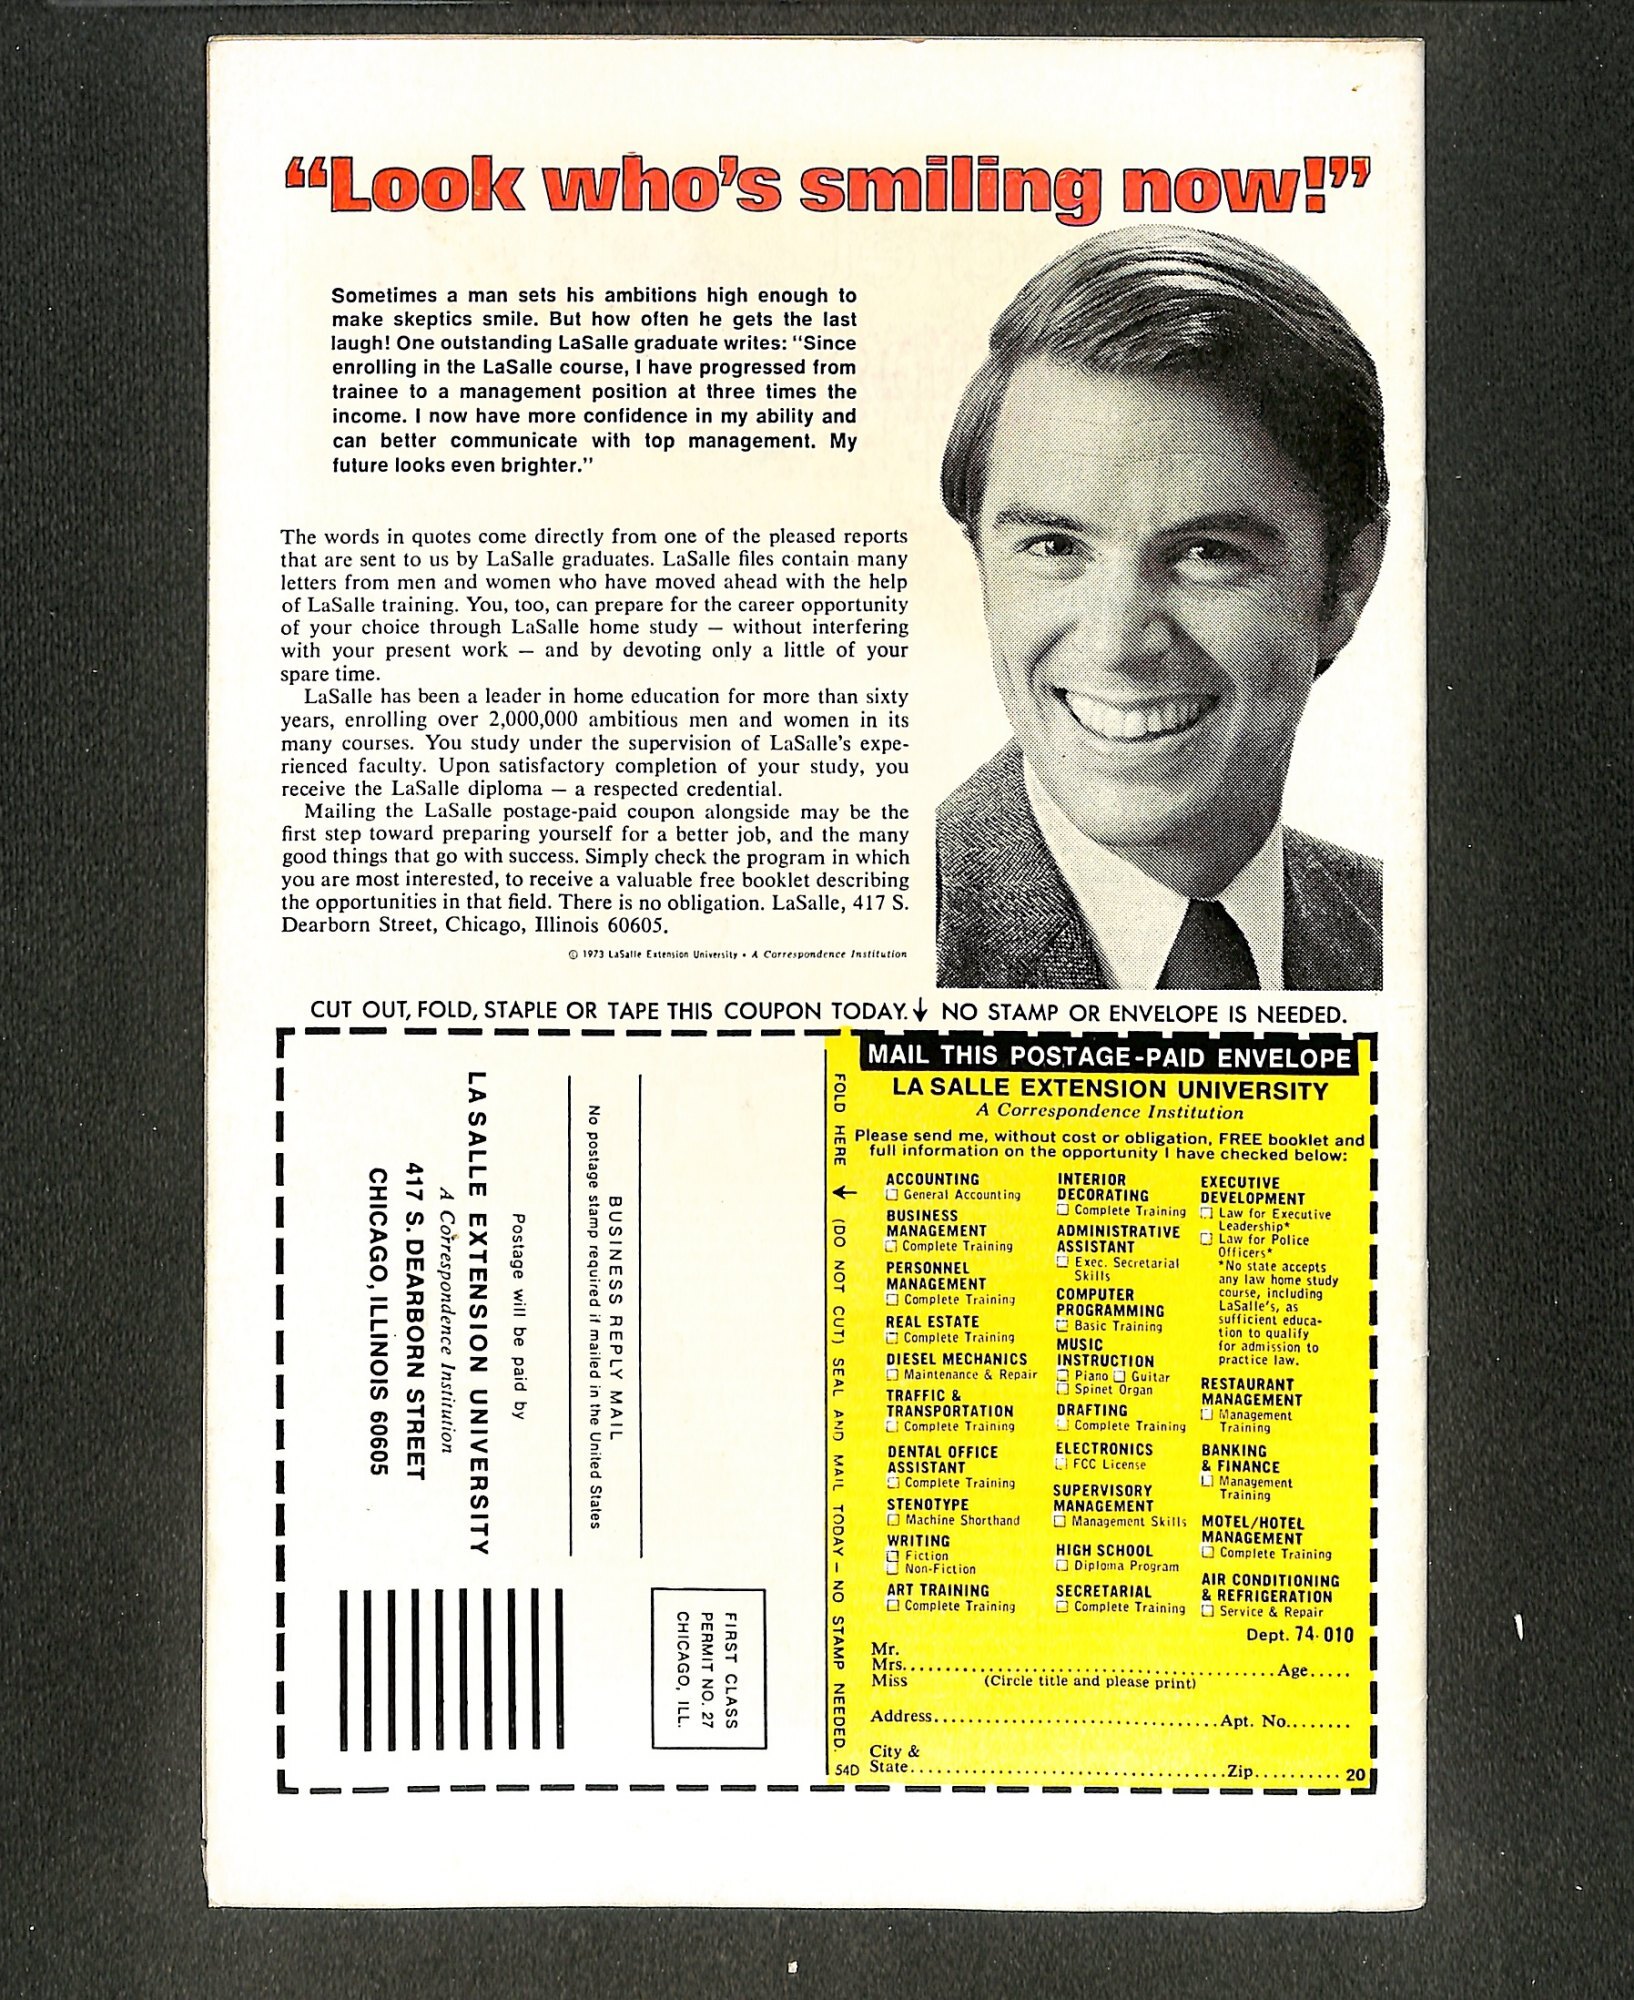 “Look who’s smiling now!”
Sometimes a man sets his ambitions high enough to
make skeptics smile. But how often he gets the last
laugh! One outstanding LaSalle graduate writes: “Since
enrolling in the LaSalle course, I have progressed from
trainee to a management position at three times the
income. I now have more confidence in my ability and
can better communicate with top management. My
future looks even brighter.”
The words in quotes come directly from one of the pleased reports
that are sent to us by LaSalle graduates. LaSalle files contain many
letters from men and women who have moved ahead with the help
of LaSalle training. You, too, can prepare for the career opportunity
of your choice through LaSalle home study — without interfering
with your present work — and by devoting only a little of your
spare time.
LaSalle has been a leader in home education for more than sixty
years, enrolling over 2,000,000 ambitious men and women in its
many courses. You study under the supervision of LaSalle’s expe-
rienced faculty. Upon satisfactory completion of your study, you
receive the LaSalle diploma — a respected credential.
Mailing the LaSalle postage-paid coupon alongside may be the
first step toward preparing yourself for a better job, and the many
good things that go with success. Simply check the program in which
you are most interested, to receive a valuable free booklet describing
the opportunities in that field. There is no obligation. LaSalle, 417 S.
Dearborn Street, Chicago, Illinois 60605.
© 1973 LaSalle Extension University • A Correspondence Institution
CUT OUT, FOLD, STAPLE OR TAPE THIS COUPON TODAY.↓ NO STAMP OR ENVELOPE IS NEEDED.
FIRST CLASS
PERMIT NO. 27
CHICAGO, ILL.
BUSINESS REPLY MAIL
No postage stamp required if mailed in the United States
Postage will be paid by
LA SALLE EXTENSION UNIVERSITY
A Correspondence Institution
417 S. DEARBORN STREET
CHICAGO, ILLINOIS 60605
FOLD HERE ↓ (DO NOT CUT) SEAL AND MAIL TODAY – NO STAMP NEEDED.
54D
MAIL THIS POSTAGE-PAID ENVELOPE
LA SALLE EXTENSION UNIVERSITY
A Correspondence Institution
Please send me, without cost or obligation, FREE booklet and
full information on the opportunity I have checked below:
ACCOUNTING
☐ General Accounting
BUSINESS
MANAGEMENT
☐ Complete Training
PERSONNEL
MANAGEMENT
☐ Complete Training
REAL ESTATE
☐ Complete Training
DIESEL MECHANICS
☐ Maintenance & Repair
TRAFFIC &
TRANSPORTATION
☐ Complete Training
DENTAL OFFICE
ASSISTANT
☐ Complete Training
STENOTYPE
☐ Machine Shorthand
WRITING
☐ Fiction
☐ Non-Fiction
ART TRAINING
☐ Complete Training
INTERIOR
DECORATING
☐ Complete Training
ADMINISTRATIVE
ASSISTANT
☐ Exec. Secretarial
Skills
COMPUTER
PROGRAMMING
☐ Basic Training
MUSIC
INSTRUCTION
☐ Piano ☐ Guitar
☐ Spinet Organ
DRAFTING
☐ Complete Training
ELECTRONICS
☐ FCC License
SUPERVISORY
MANAGEMENT
☐ Management Skills
HIGH SCHOOL
☐ Diploma Program
SECRETARIAL
☐ Complete Training
EXECUTIVE
DEVELOPMENT
☐ Law for Executive
Leadership*
☐ Law for Police
Officers*
*No state accepts
any law home study
course, including
LaSalle's, as
sufficient educa-
tion to qualify
for admission to
practice law.
RESTAURANT
MANAGEMENT
☐ Management
Training
BANKING
& FINANCE
☐ Management
Training
MOTEL/HOTEL
MANAGEMENT
☐ Complete Training
AIR CONDITIONING
& REFRIGERATION
☐ Service & Repair
Dept. 74-010
Mr.
Mrs............................................Age.....
Miss (Circle title and please print)
Address.................................Apt. No........
City &
State....................................Zip.......... 20